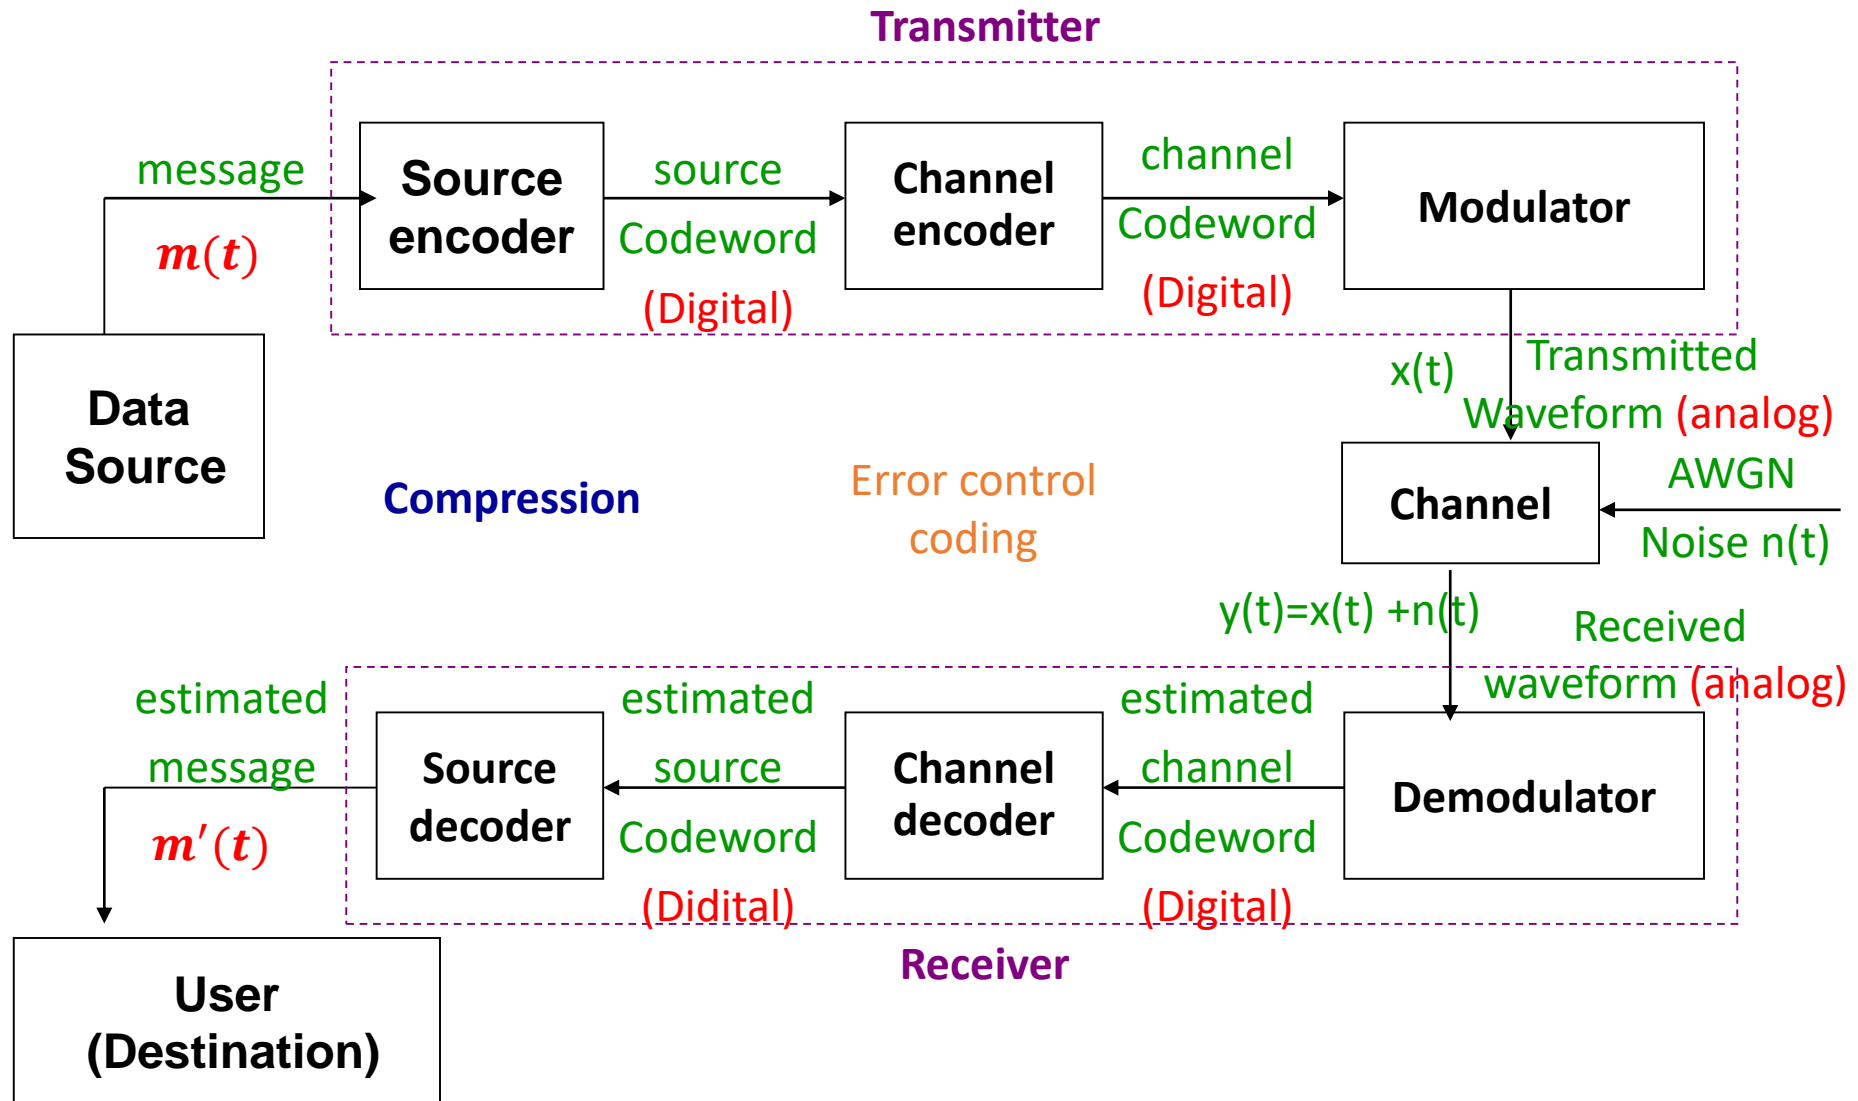 Transmitter
message
m(t)
Source
encoder
source
Codeword
(Digital)
Channel
encoder
channel
Codeword
(Digital)
Modulator
x(t)
Transmitted
Waveform (analog)
Data
Source
Compression
Error control
coding
Channel
AWGN
Noise n(t)
y(t)=x(t) +n(t)
Received
waveform (analog)
estimated
message
m′(t)
Source
decoder
estimated
source
Codeword
(Didital)
Channel
decoder
estimated
channel
Codeword
(Digital)
Demodulator
Receiver
User
(Destination)